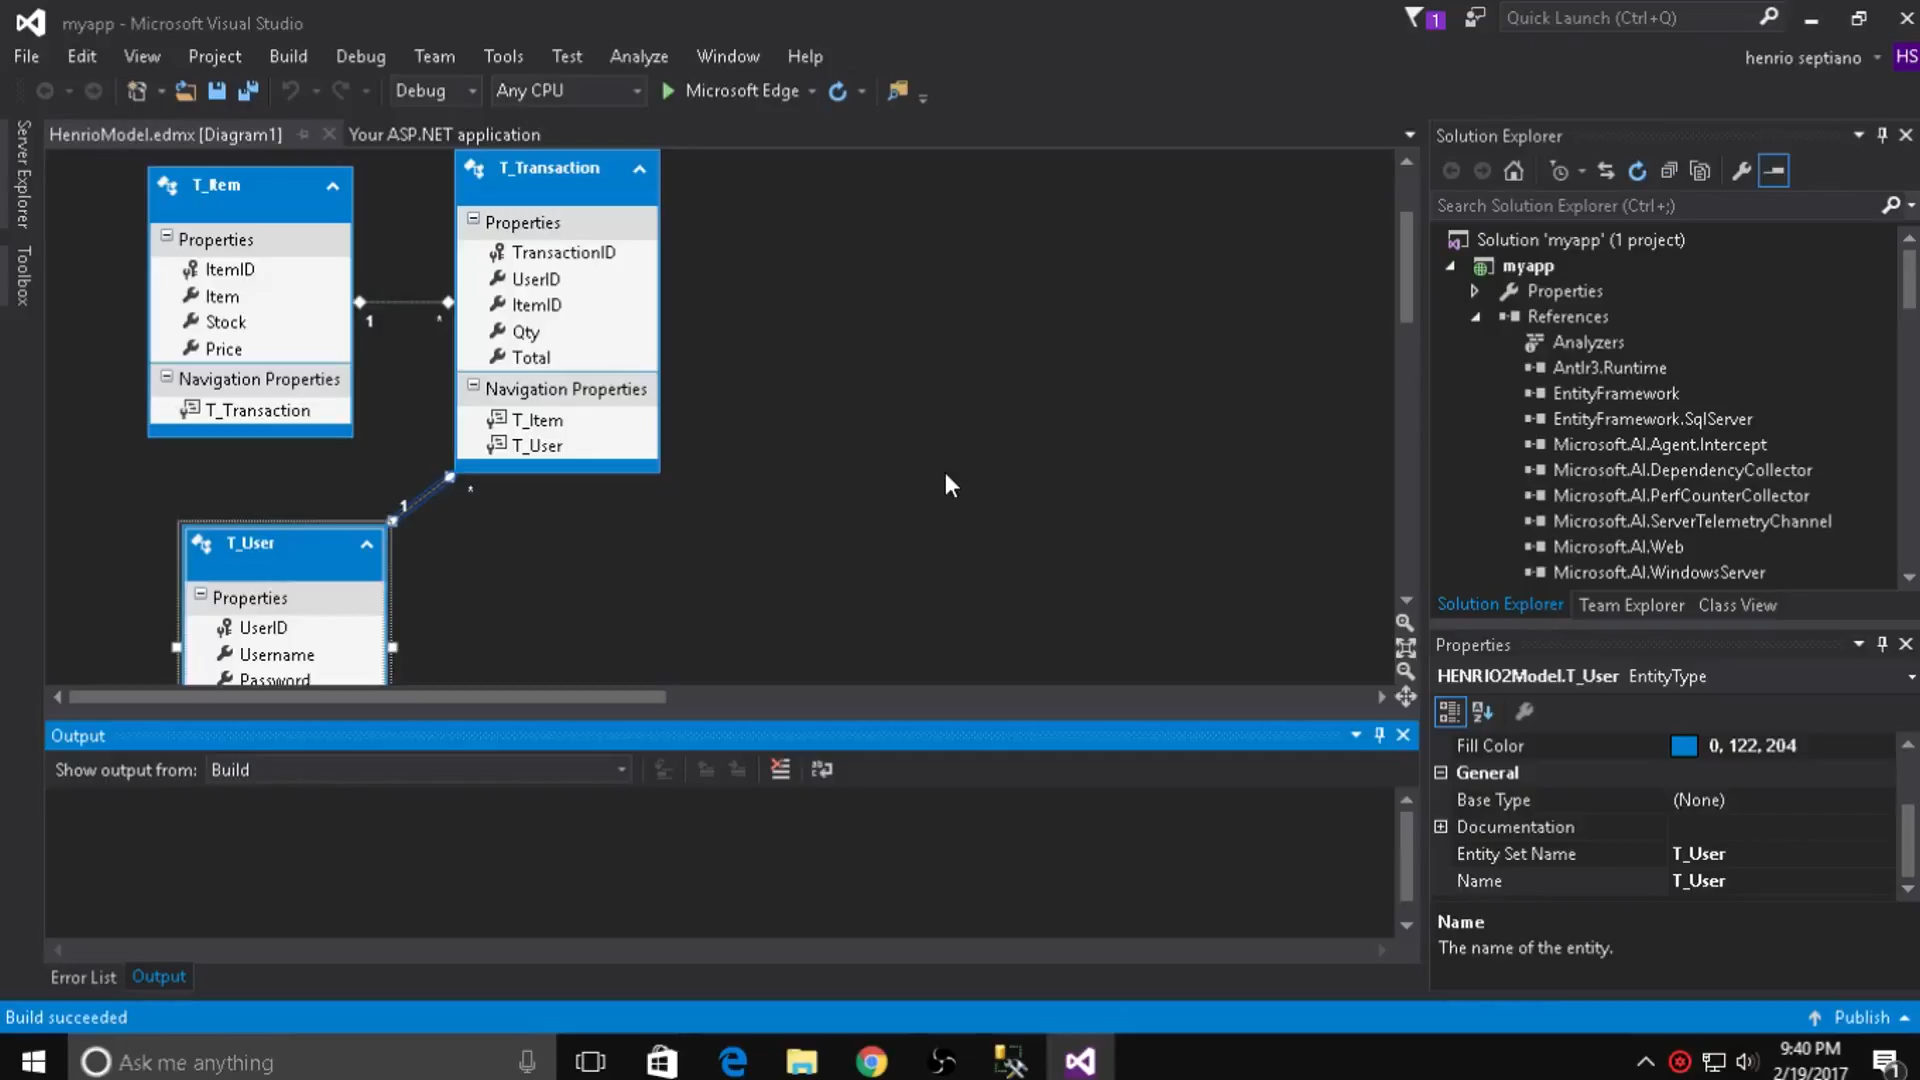 myapp - Microsoft Visual Studio
1
Quick Launch (Ctrl+Q)
File Edit View Project Build Debug Team Tools Test Analyze Window Help
henrio septiano HS
Debug Any CPU Microsoft Edge
Server Explorer
Toolbox
HenrioModel.edmx [Diagram1] Your ASP.NET application
T_Item
Properties
ItemID
Item
Stock
Price
Navigation Properties
T_Transaction
1 *
T_Transaction
Properties
TransactionID
UserID
ItemID
Qty
Total
Navigation Properties
T_Item
T_User
1 *
T_User
Properties
UserID
Username
Password
Output
Show output from: Build
Error List Output
Solution Explorer
Search Solution Explorer (Ctrl+;)
Solution 'myapp' (1 project)
myapp
Properties
References
Analyzers
Antlr3.Runtime
EntityFramework
EntityFramework.SqlServer
Microsoft.AI.Agent.Intercept
Microsoft.AI.DependencyCollector
Microsoft.AI.PerfCounterCollector
Microsoft.AI.ServerTelemetryChannel
Microsoft.AI.Web
Microsoft.AI.WindowsServer
Solution Explorer Team Explorer Class View
Properties
HENRIO2Model.T_User EntityType
Fill Color 0, 122, 204
General
Base Type (None)
Documentation
Entity Set Name T_User
Name T_User
Name
The name of the entity.
Build succeeded
Publish
Ask me anything
9:40 PM
2/19/2017
1